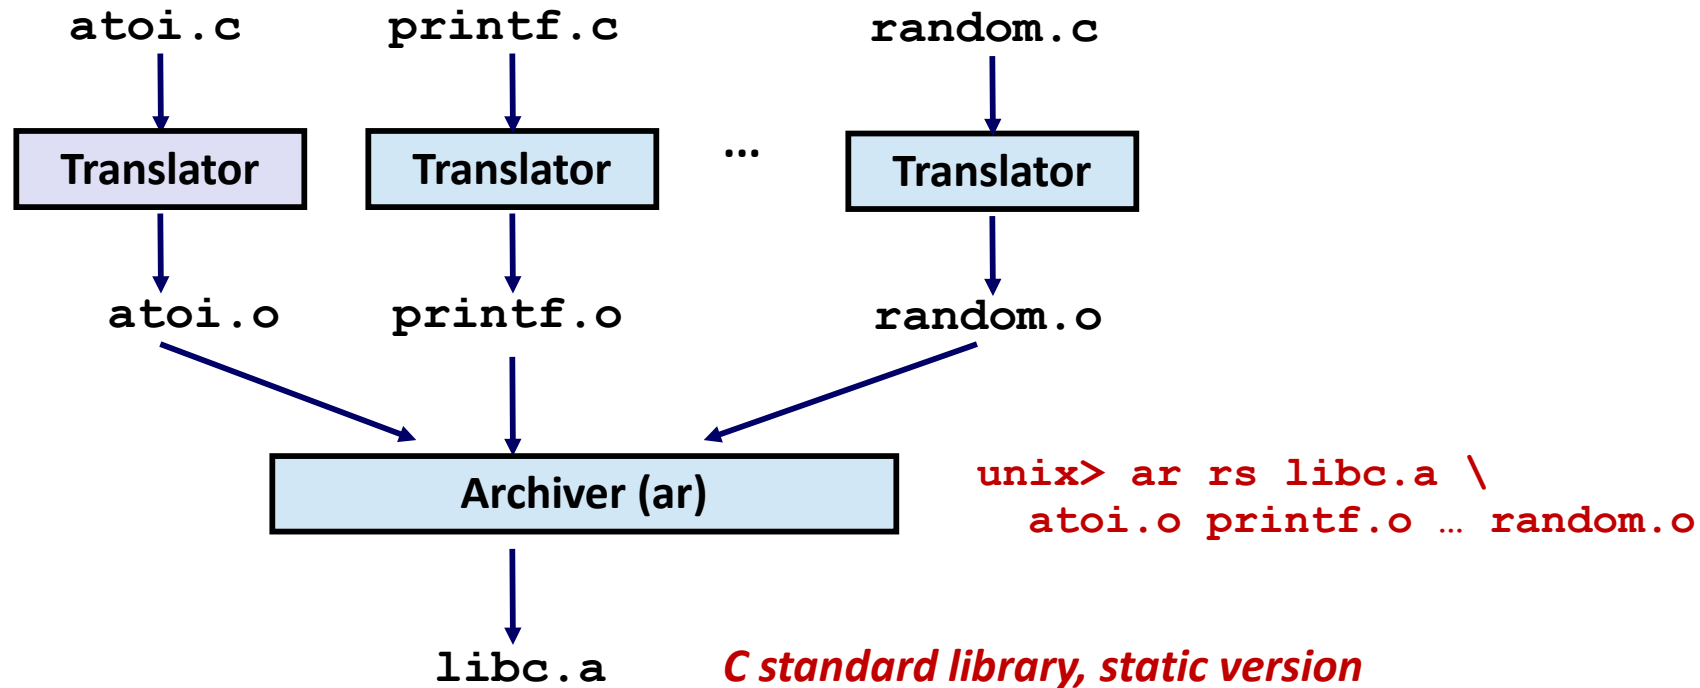 atoi.c printf.c random.c
Translator Translator ... Translator
atoi.o printf.o random.o
Archiver (ar)
unix> ar rs libc.a \
atoi.o printf.o … random.o
libc.a C standard library, static version